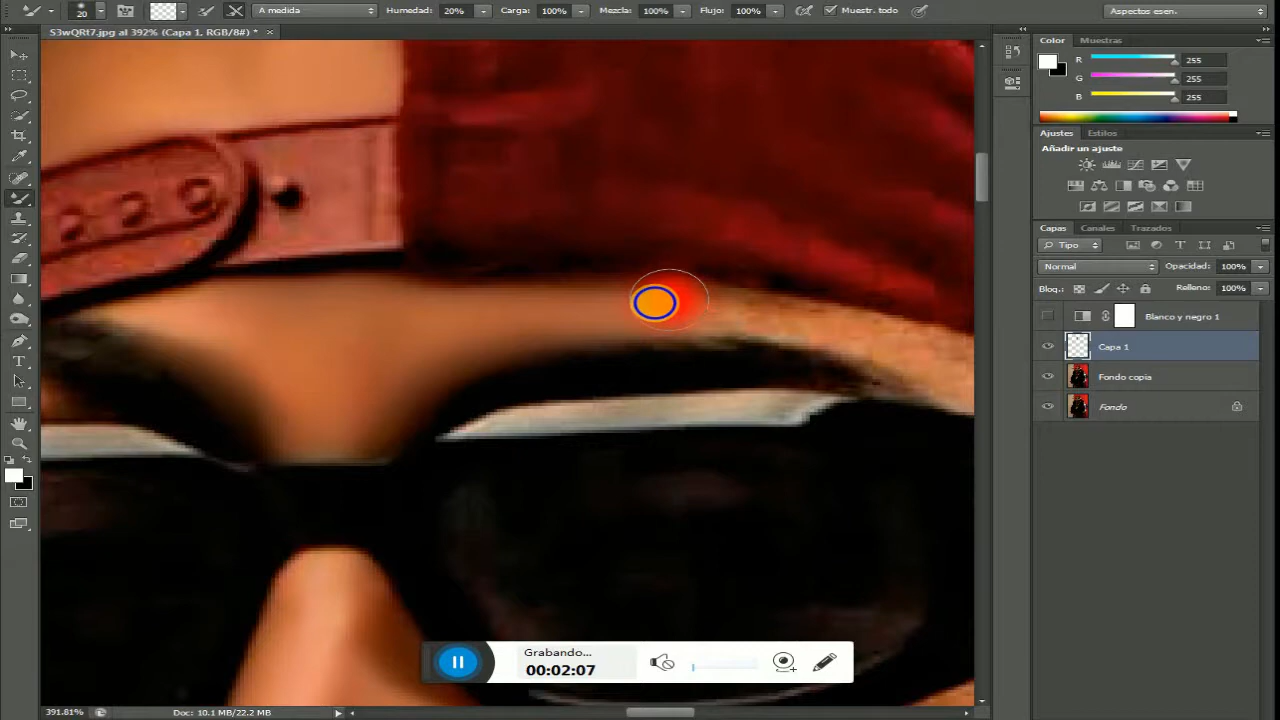 20
A medida
Humedad: 20%
Carga: 100%
Mezcla: 100%
Flujo: 100%
Muestr. todo
Aspectos esen.
S3wQRt7.jpg al 392% (Capa 1, RGB/8#) *
Color
Muestras
R 255
G 255
B 255
Ajustes
Estilos
Añadir un ajuste
Capas
Canales
Trazados
Tipo
Normal
Opacidad: 100%
Bloq.:
Relleno: 100%
Blanco y negro 1
Capa 1
Fondo copia
Fondo
Grabando...
00:02:07
391.81%
Doc: 10.1 MB/22.2 MB